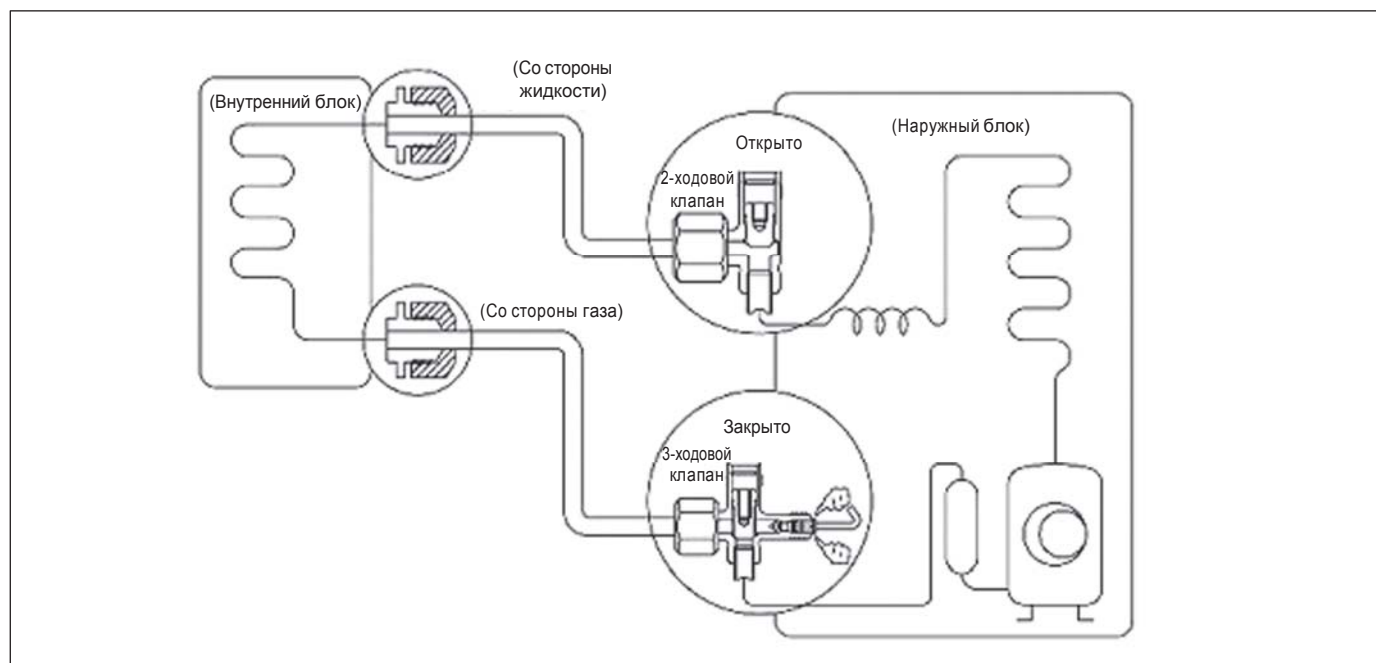 (Внутренний блок)
(Со стороны
жидкости)
(Наружный блок)
Открыто
2-ходовой
клапан
(Со стороны газа)
Закрыто
3-ходовой
клапан